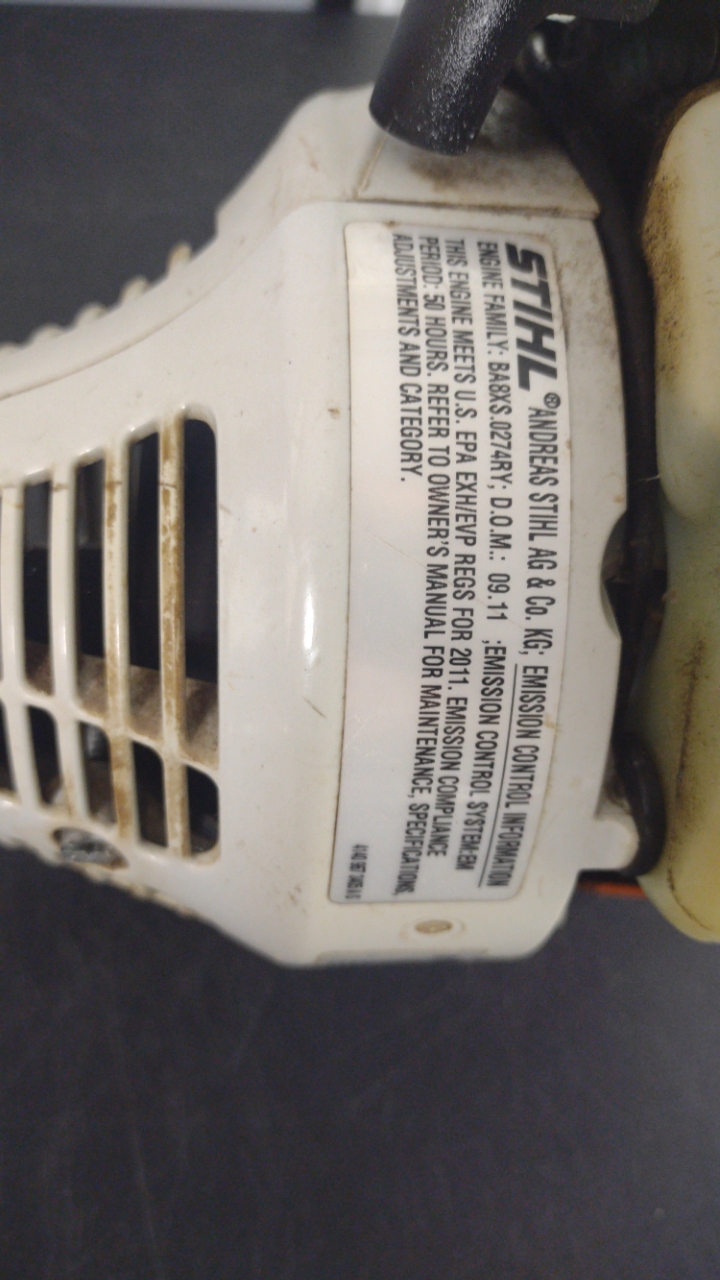 STIHL® ANDREAS STIHL AG & Co. KG; EMISSION CONTROL INFORMATION
ENGINE FAMILY: BA8XS.0274RY; D.O.M.: 09.11 ;EMISSION CONTROL SYSTEM:EM
THIS ENGINE MEETS U.S. EPA EXH/EVP REGS FOR 2011. EMISSION COMPLIANCE
PERIOD: 50 HOURS. REFER TO OWNER'S MANUAL FOR MAINTENANCE, SPECIFICATIONS,
ADJUSTMENTS AND CATEGORY.